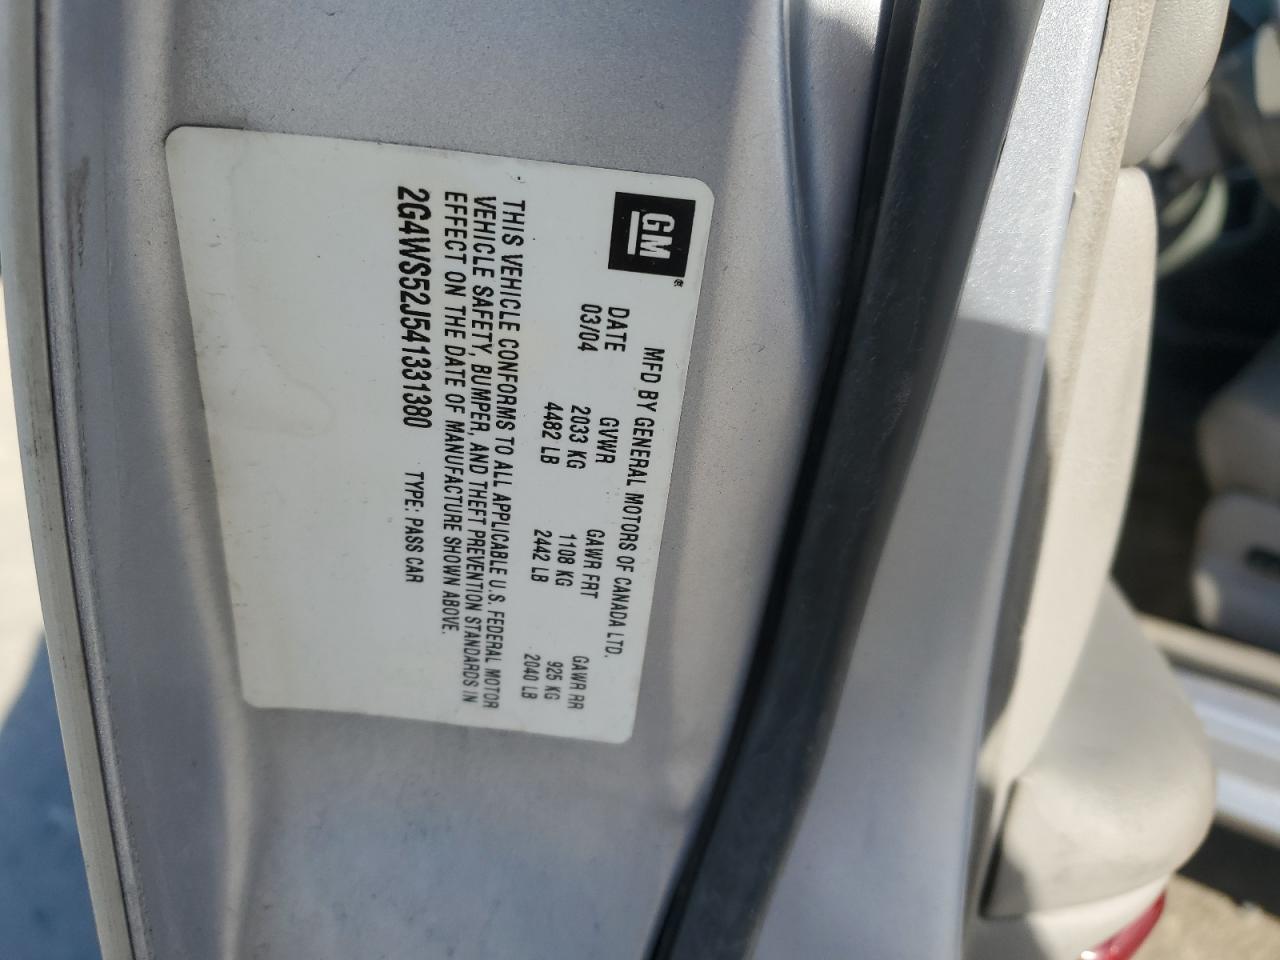 GM®
MFD BY GENERAL MOTORS OF CANADA LTD.
DATE GVWR GAWR FRT GAWR RR
03/04 2033 KG 1108 KG 925 KG
4482 LB 2442 LB 2040 LB
THIS VEHICLE CONFORMS TO ALL APPLICABLE U.S. FEDERAL MOTOR
VEHICLE SAFETY, BUMPER, AND THEFT PREVENTION STANDARDS IN
EFFECT ON THE DATE OF MANUFACTURE SHOWN ABOVE.
2G4WS52J541331380 TYPE: PASS CAR